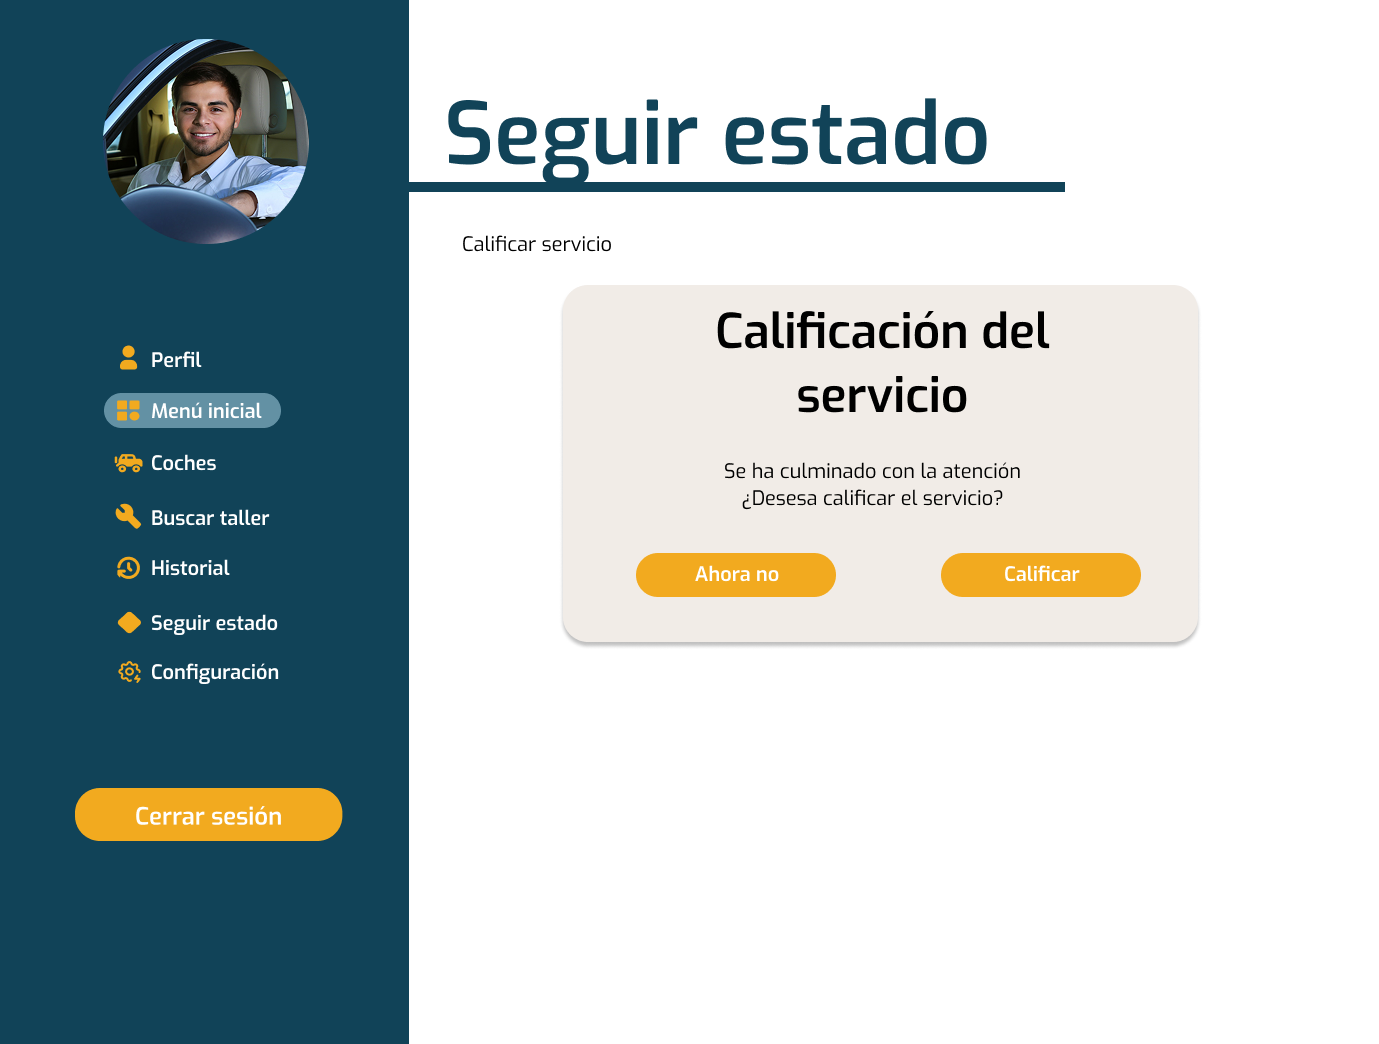 Seguir estado
Calificar servicio
Calificación del
servicio
Se ha culminado con la atención
¿Desesa calificar el servicio?
Ahora no
Calificar
Perfil
Menú inicial
Coches
Buscar taller
Historial
Seguir estado
Configuración
Cerrar sesión